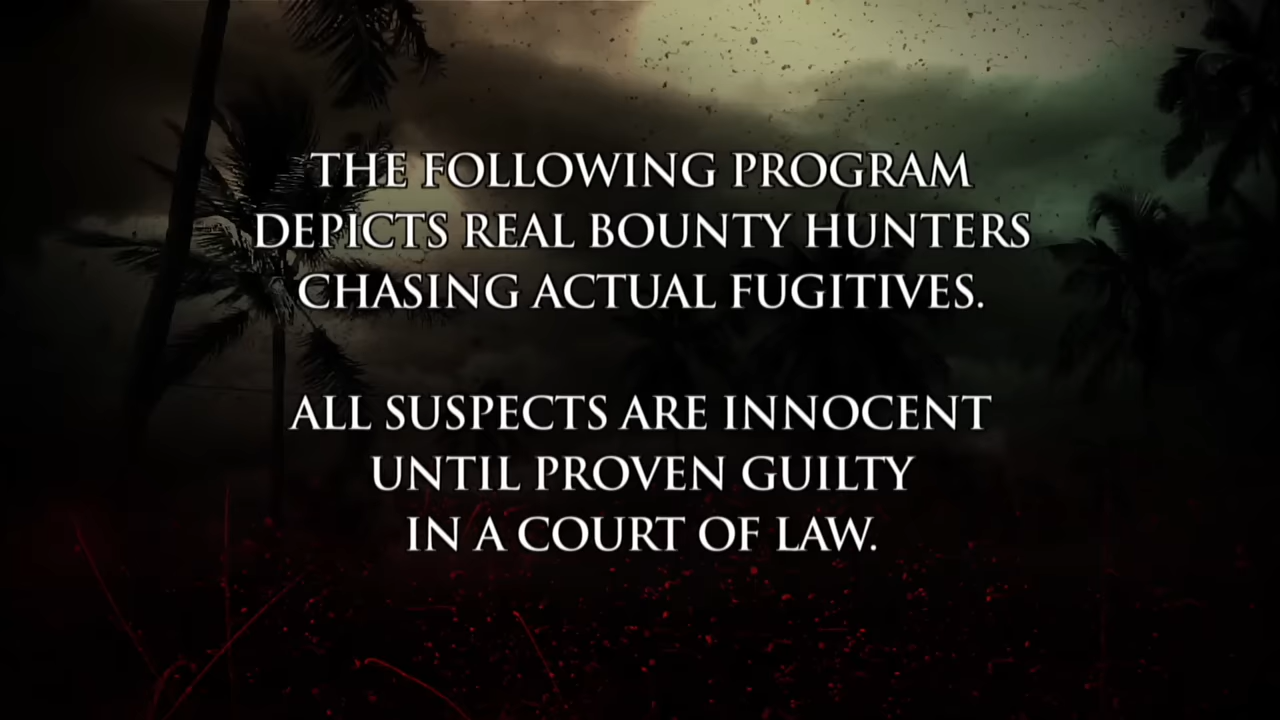 THE FOLLOWING PROGRAM
DEPICTS REAL BOUNTY HUNTERS
CHASING ACTUAL FUGITIVES.
ALL SUSPECTS ARE INNOCENT
UNTIL PROVEN GUILTY
IN A COURT OF LAW.